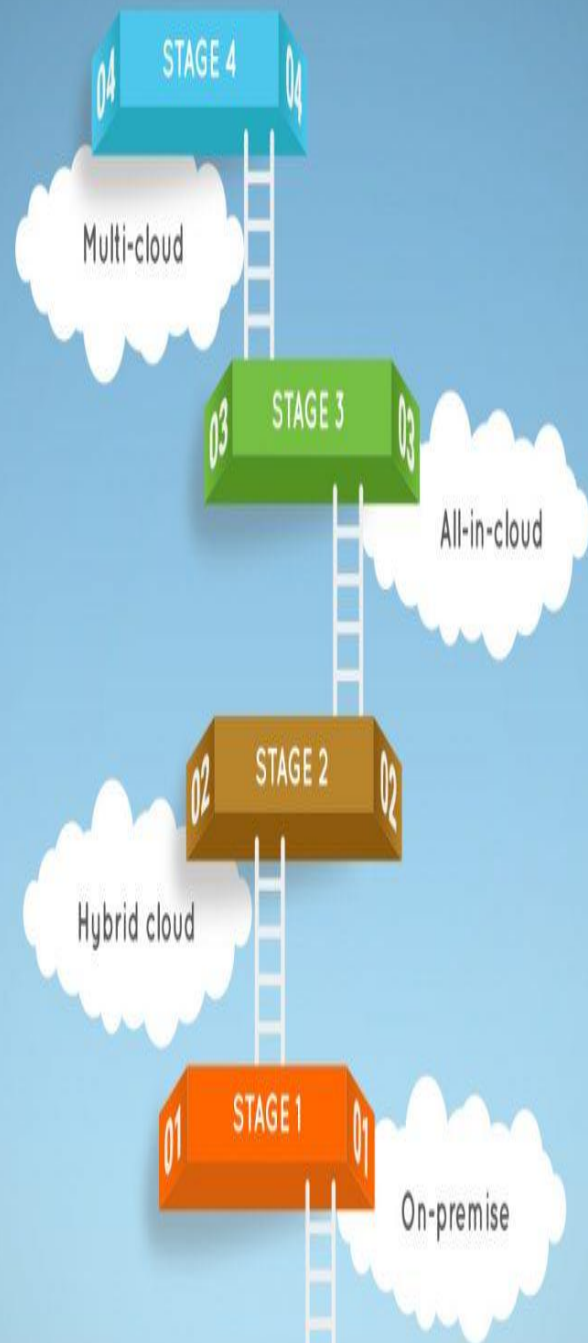 04 STAGE 4 04
Multi-cloud
03 STAGE 3 03
All-in-cloud
02 STAGE 2 02
Hybrid cloud
01 STAGE 1 01
On-premise